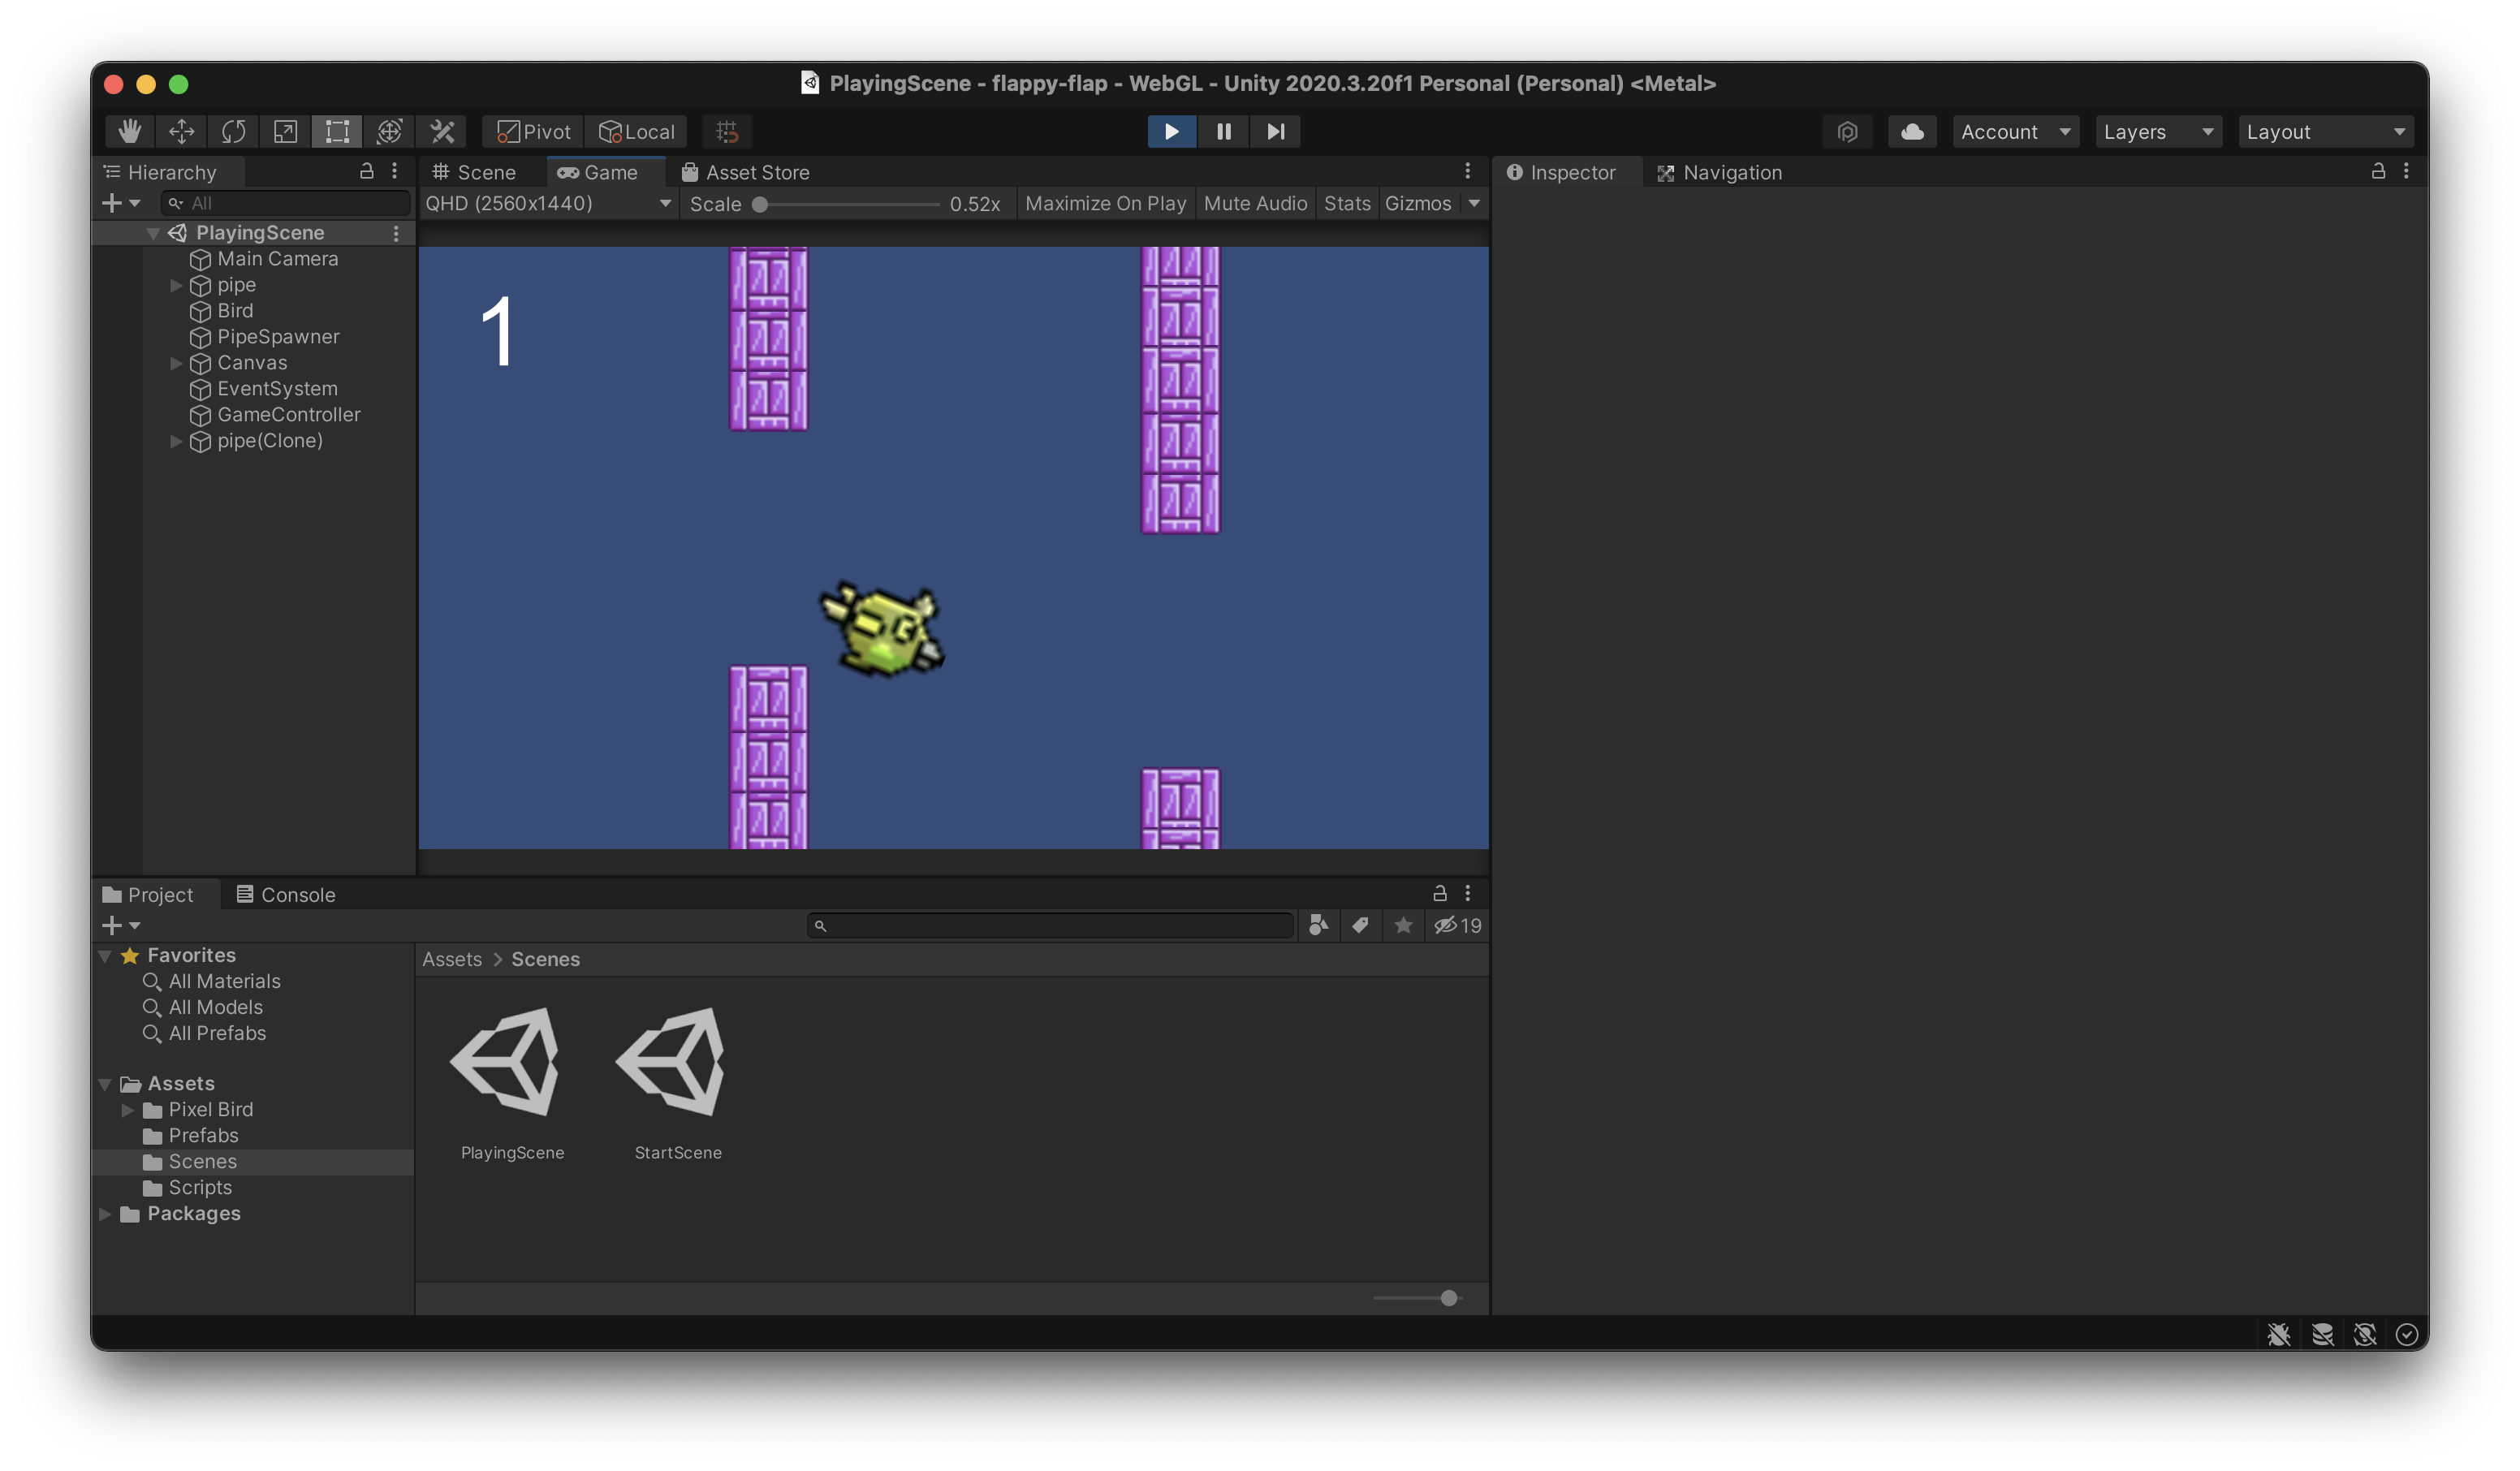 PlayingScene - flappy-flap - WebGL - Unity 2020.3.20f1 Personal (Personal) <Metal>
Pivot Local Account Layers Layout
Hierarchy
All
PlayingScene
Main Camera
pipe
Bird
PipeSpawner
Canvas
EventSystem
GameController
pipe(Clone)
Scene Game Asset Store
QHD (2560x1440) Scale 0.52x Maximize On Play Mute Audio Stats Gizmos
1
Inspector Navigation
Project Console
19
Favorites
All Materials
All Models
All Prefabs
Assets
Pixel Bird
Prefabs
Scenes
Scripts
Packages
Assets > Scenes
PlayingScene StartScene